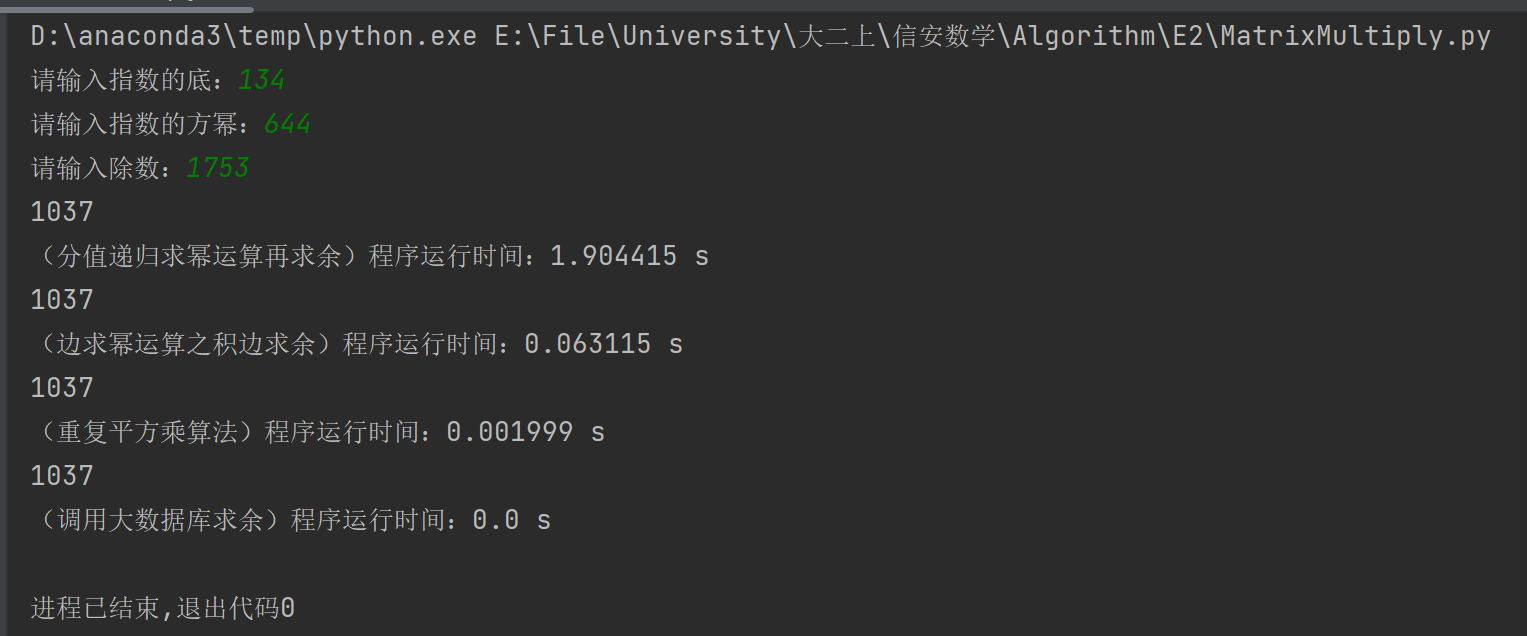 D:\anaconda3\temp\python.exe E:\File\University\大二上\信安数学\Algorithm\E2\MatrixMultiply.py
请输入指数的底：134
请输入指数的方幂：644
请输入除数：1753
1037
（分值递归求幂运算再求余）程序运行时间：1.904415 s
1037
（边求幂运算之积边求余）程序运行时间：0.063115 s
1037
（重复平方乘算法）程序运行时间：0.001999 s
1037
（调用大数据库求余）程序运行时间：0.0 s
进程已结束,退出代码0